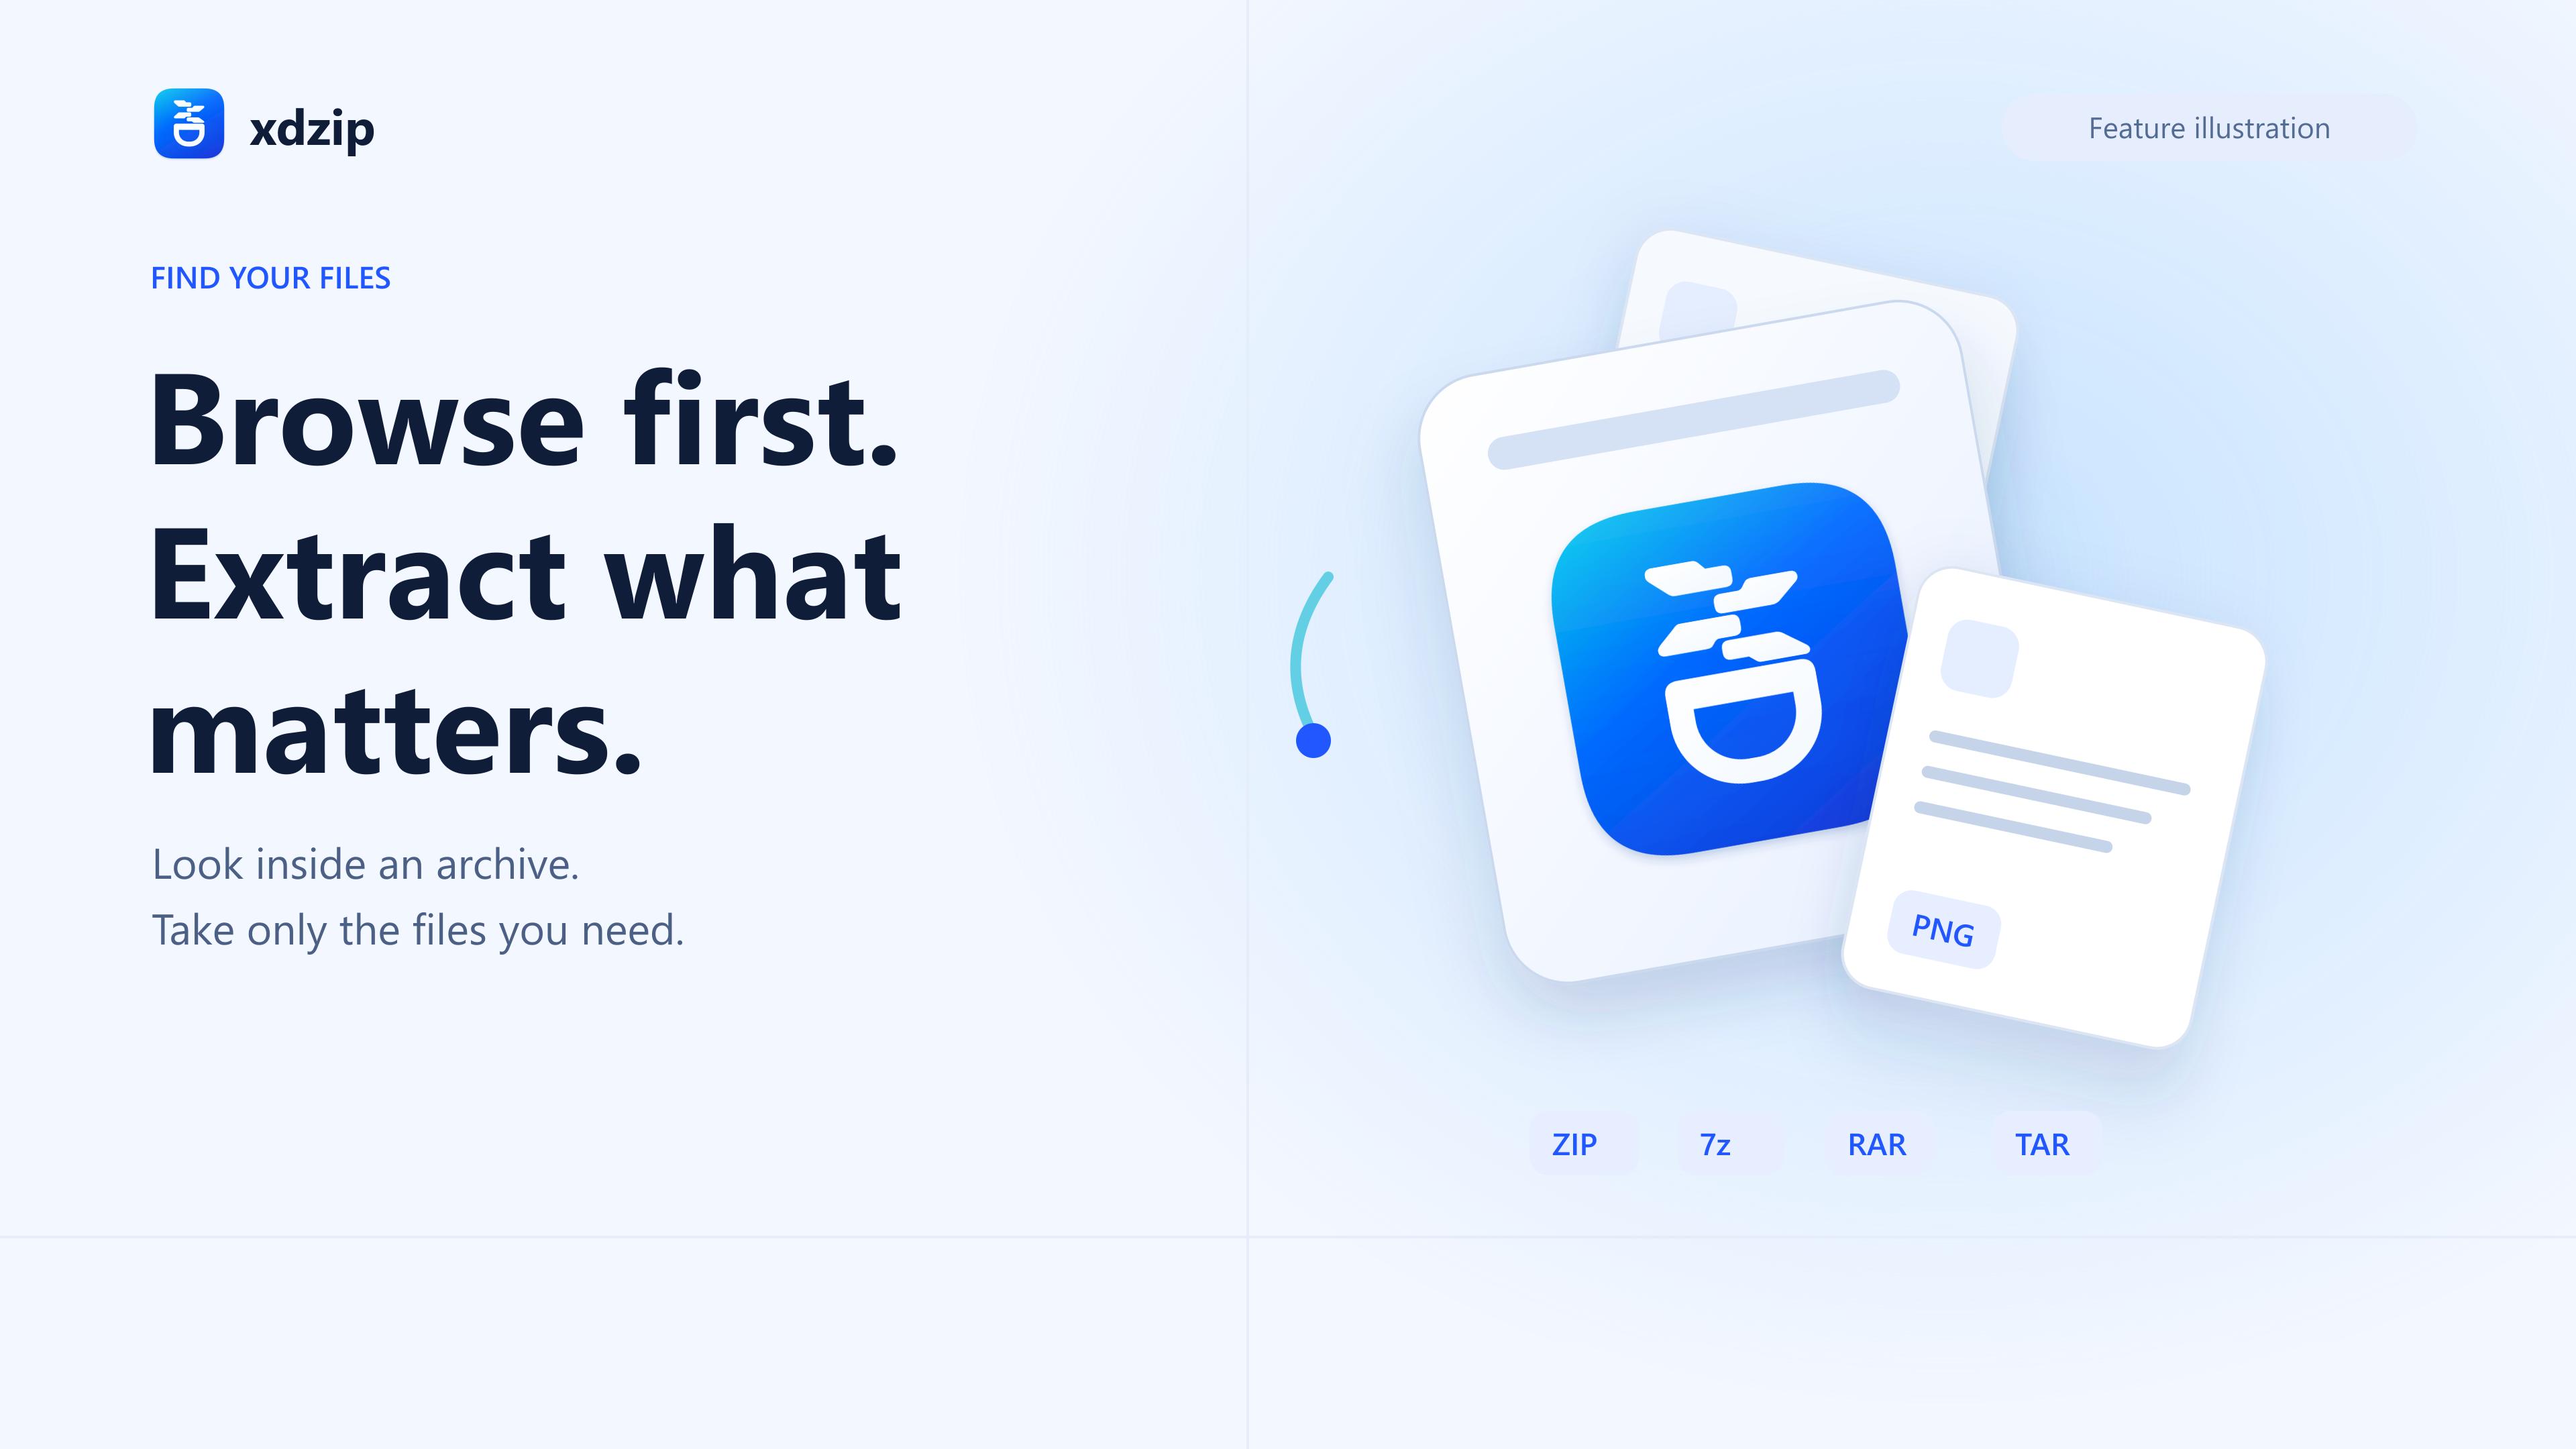 xdzip
Feature illustration
FIND YOUR FILES
Browse first.
Extract what
matters.
Look inside an archive.
Take only the files you need.
PNG
ZIP
7z
RAR
TAR